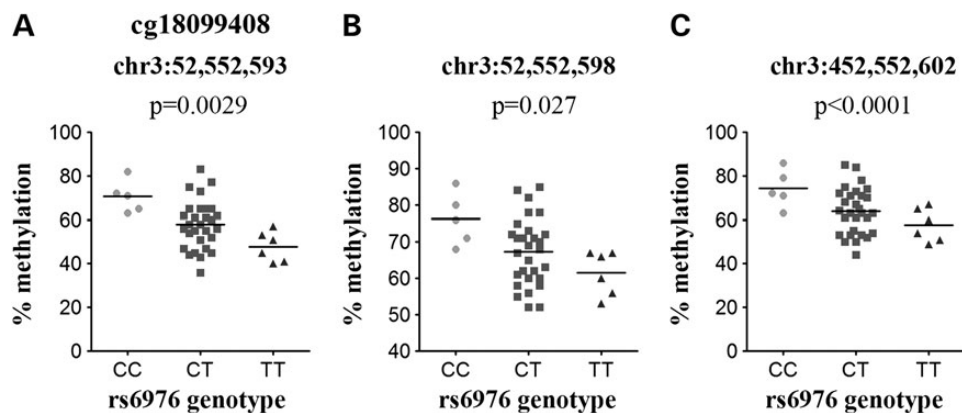 A
cg18099408
chr3:52,552,593
p=0.0029
% methylation
100
80
60
40
20
0
CC CT TT
rs6976 genotype
B
chr3:52,552,598
p=0.027
% methylation
100
90
80
70
60
50
40
CC CT TT
rs6976 genotype
C
chr3:452,552,602
p<0.0001
% methylation
100
80
60
40
20
0
CC CT TT
rs6976 genotype